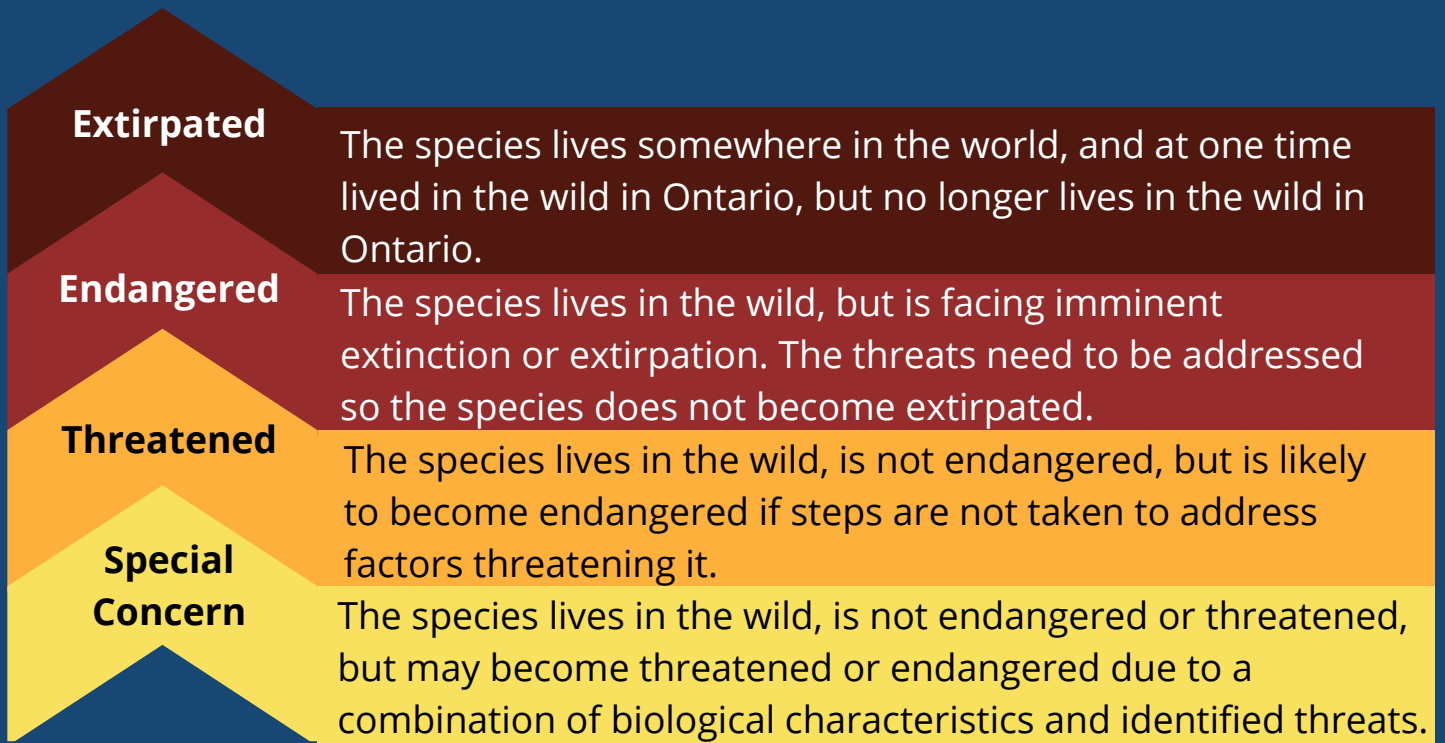 Extirpated
The species lives somewhere in the world, and at one time
lived in the wild in Ontario, but no longer lives in the wild in
Ontario.
Endangered
The species lives in the wild, but is facing imminent
extinction or extirpation. The threats need to be addressed
so the species does not become extirpated.
Threatened
The species lives in the wild, is not endangered, but is likely
to become endangered if steps are not taken to address
factors threatening it.
Special
Concern
The species lives in the wild, is not endangered or threatened,
but may become threatened or endangered due to a
combination of biological characteristics and identified threats.